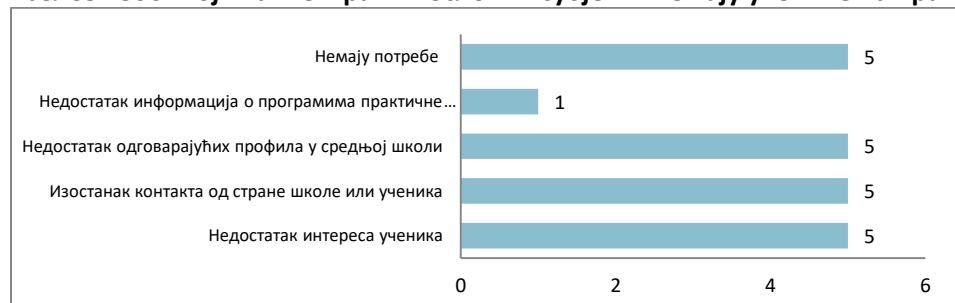 Немају потребе 5
Недостатак информација о програмима практичне... 1
Недостатак одговарајућих профила у средњој школи 5
Изостанак контакта од стране школе или ученика 5
Недостатак интереса ученика 5
0 2 4 6